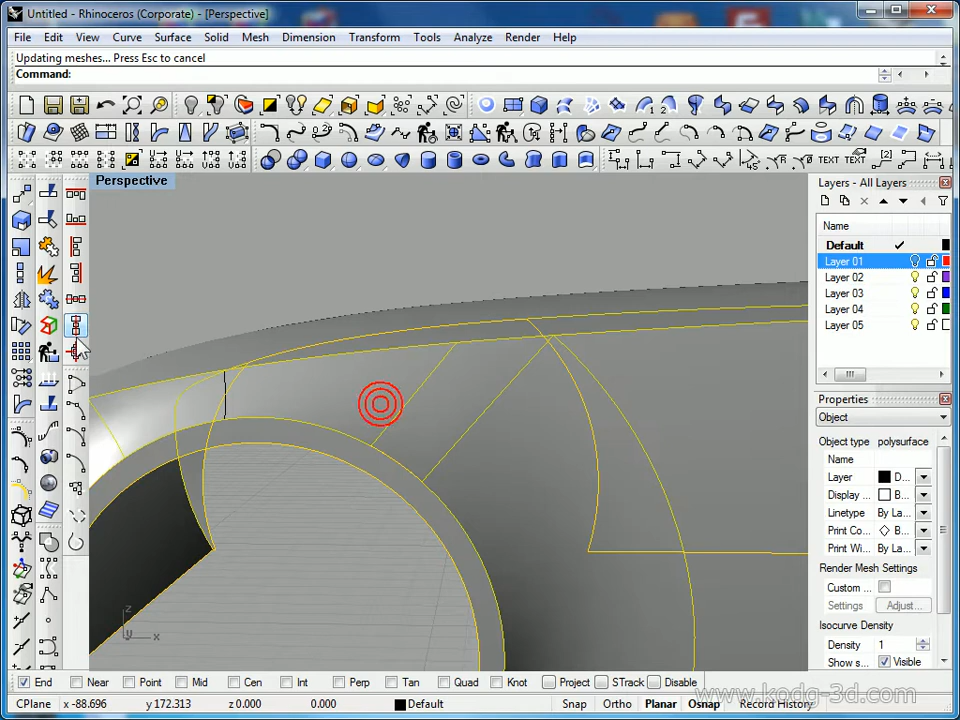 Untitled - Rhinoceros (Corporate) - [Perspective]
File Edit View Curve Surface Solid Mesh Dimension Transform Tools Analyze Render Help
Updating meshes... Press Esc to cancel
Command:
TEXT TEXT
Perspective
Layers - All Layers
Name
Default
Layer 01
Layer 02
Layer 03
Layer 04
Layer 05
Properties
Object
Object type polysurface
Name
Layer D...
Display ... B...
Linetype By La...
Print Co... B...
Print Wi... By La...
Render Mesh Settings
Custom ...
Settings Adjust...
Isocurve Density
Density 1
Show s... Visible
z
y x
End Near Point Mid Cen Int Perp Tan Quad Knot Project STrack Disable
www.kodg-3d.com
CPlane x -88.696 y 172.313 z 0.000 0.000 Default Snap Ortho Planar Osnap Record History